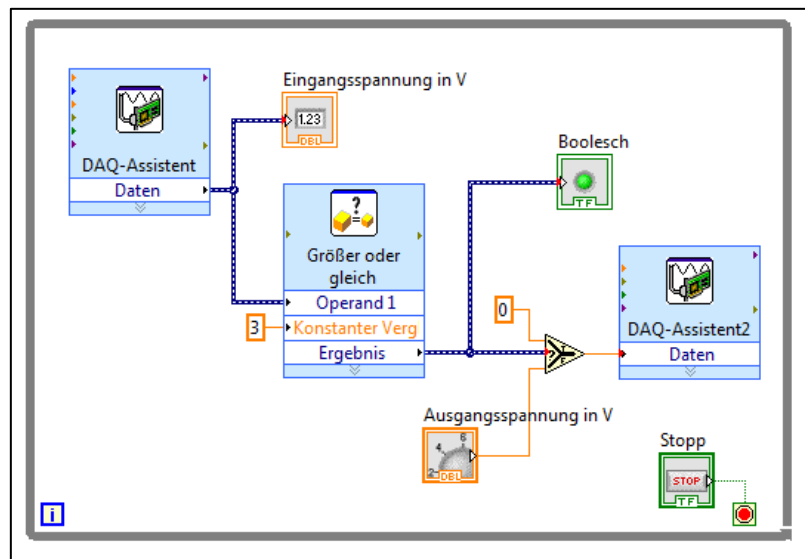 Eingangsspannung in V
1.23
DBL
DAQ-Assistent
Daten
Boolesch
TF
?
=
Größer oder
gleich
Operand 1
3
Konstanter Verg
Ergebnis
0
?
T
F
DAQ-Assistent2
Daten
Ausgangsspannung in V
2
4
6
DBL
Stopp
STOP
TF
i